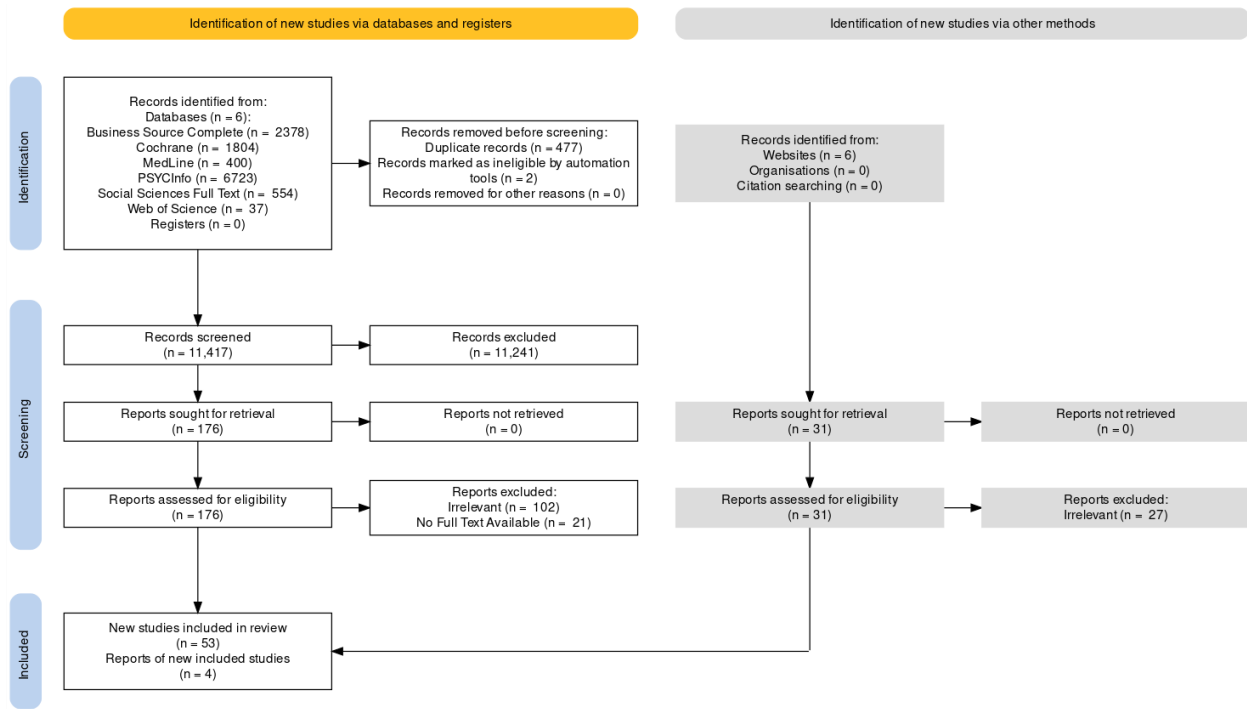 Identification of new studies via databases and registers
Identification of new studies via other methods
Identification
Records identified from:
Databases (n = 6):
Business Source Complete (n = 2378)
Cochrane (n = 1804)
MedLine (n = 400)
PSYCInfo (n = 6723)
Social Sciences Full Text (n = 554)
Web of Science (n = 37)
Registers (n = 0)
Records removed before screening:
Duplicate records (n = 477)
Records marked as ineligible by automation
tools (n = 2)
Records removed for other reasons (n = 0)
Records identified from:
Websites (n = 6)
Organisations (n = 0)
Citation searching (n = 0)
Screening
Records screened
(n = 11,417)
Records excluded
(n = 11,241)
Reports sought for retrieval
(n = 176)
Reports not retrieved
(n = 0)
Reports sought for retrieval
(n = 31)
Reports not retrieved
(n = 0)
Reports assessed for eligibility
(n = 176)
Reports excluded:
Irrelevant (n = 102)
No Full Text Available (n = 21)
Reports assessed for eligibility
(n = 31)
Reports excluded:
Irrelevant (n = 27)
Included
New studies included in review
(n = 53)
Reports of new included studies
(n = 4)